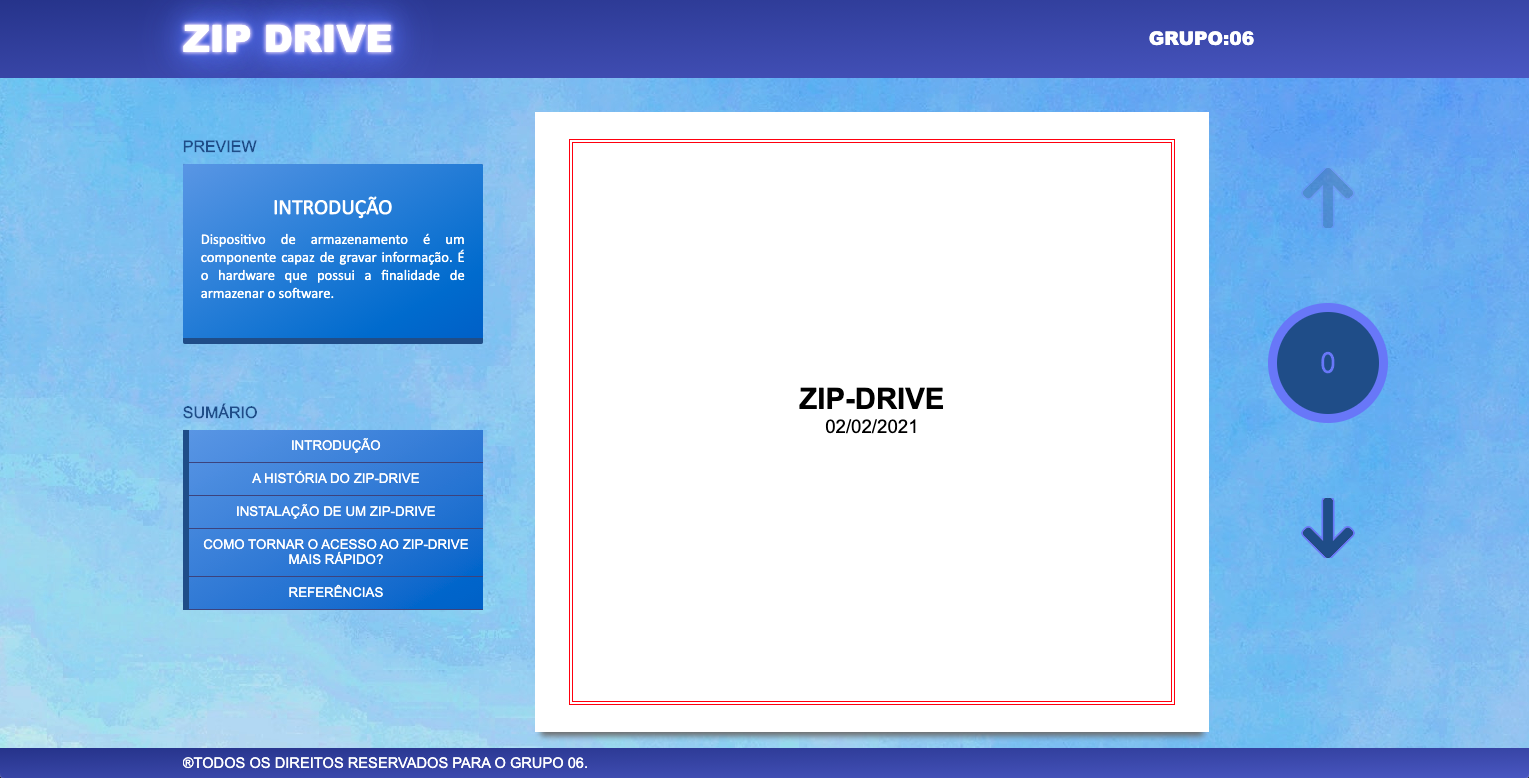 ZIP DRIVE
GRUPO:06
PREVIEW
INTRODUÇÃO
Dispositivo de armazenamento é um
componente capaz de gravar informação. É
o hardware que possui a finalidade de
armazenar o software.
SUMÁRIO
INTRODUÇÃO
A HISTÓRIA DO ZIP-DRIVE
INSTALAÇÃO DE UM ZIP-DRIVE
COMO TORNAR O ACESSO AO ZIP-DRIVE
MAIS RÁPIDO?
REFERÊNCIAS
ZIP-DRIVE
02/02/2021
0
®TODOS OS DIREITOS RESERVADOS PARA O GRUPO 06.